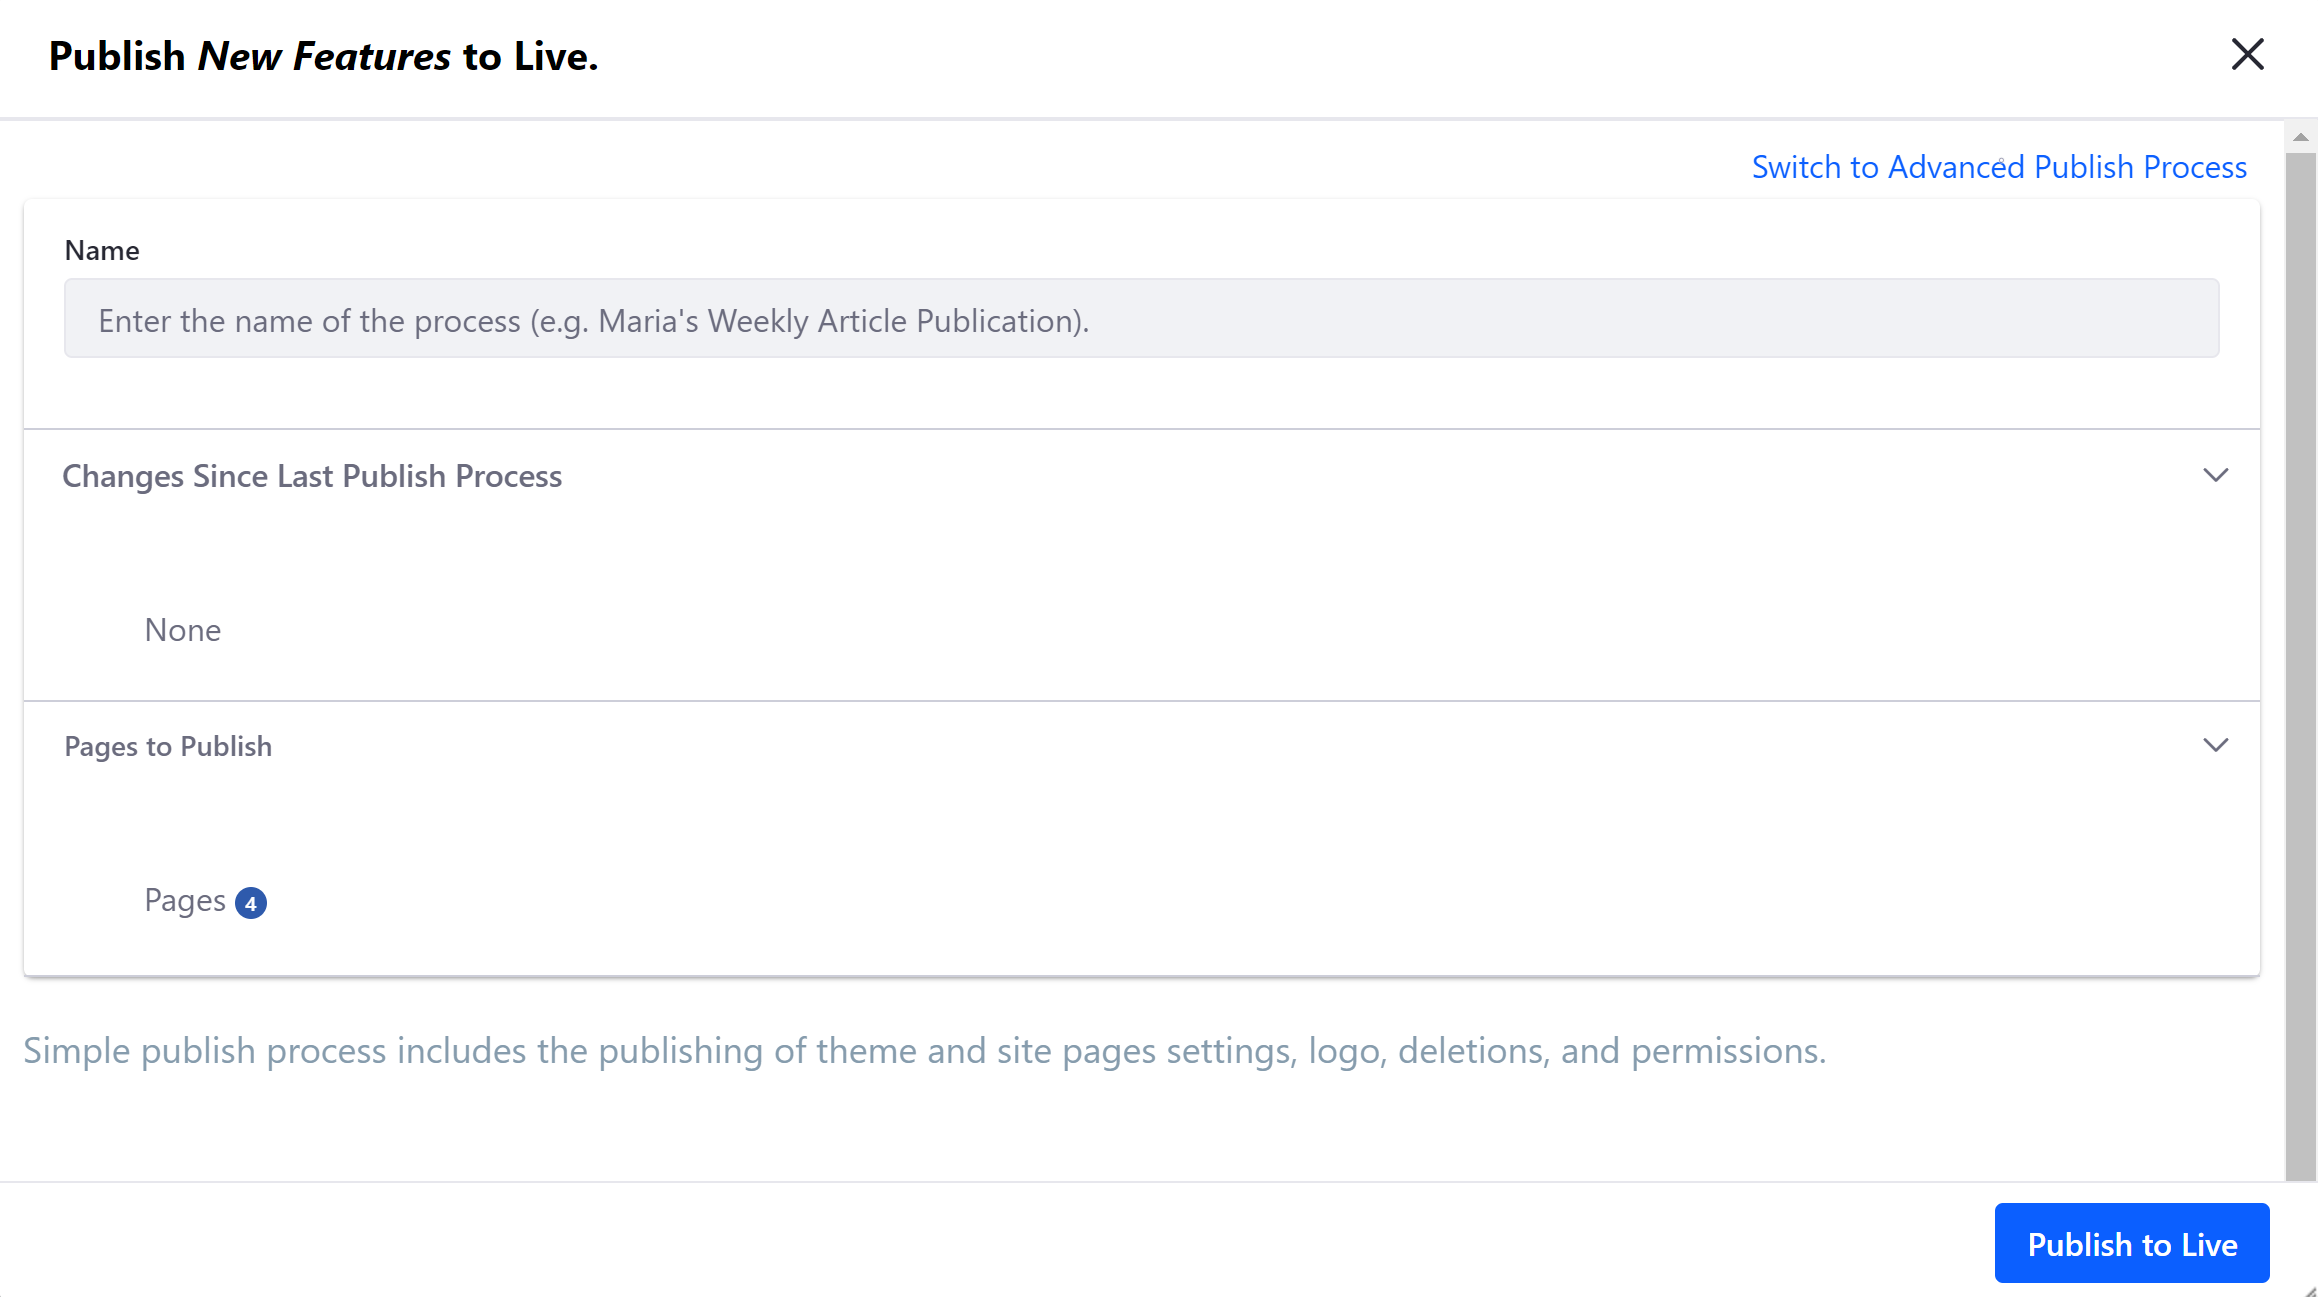 Publish New Features to Live.
Switch to Advanced Publish Process
Name
Enter the name of the process (e.g. Maria's Weekly Article Publication).
Changes Since Last Publish Process
None
Pages to Publish
Pages 4
Simple publish process includes the publishing of theme and site pages settings, logo, deletions, and permissions.
Publish to Live